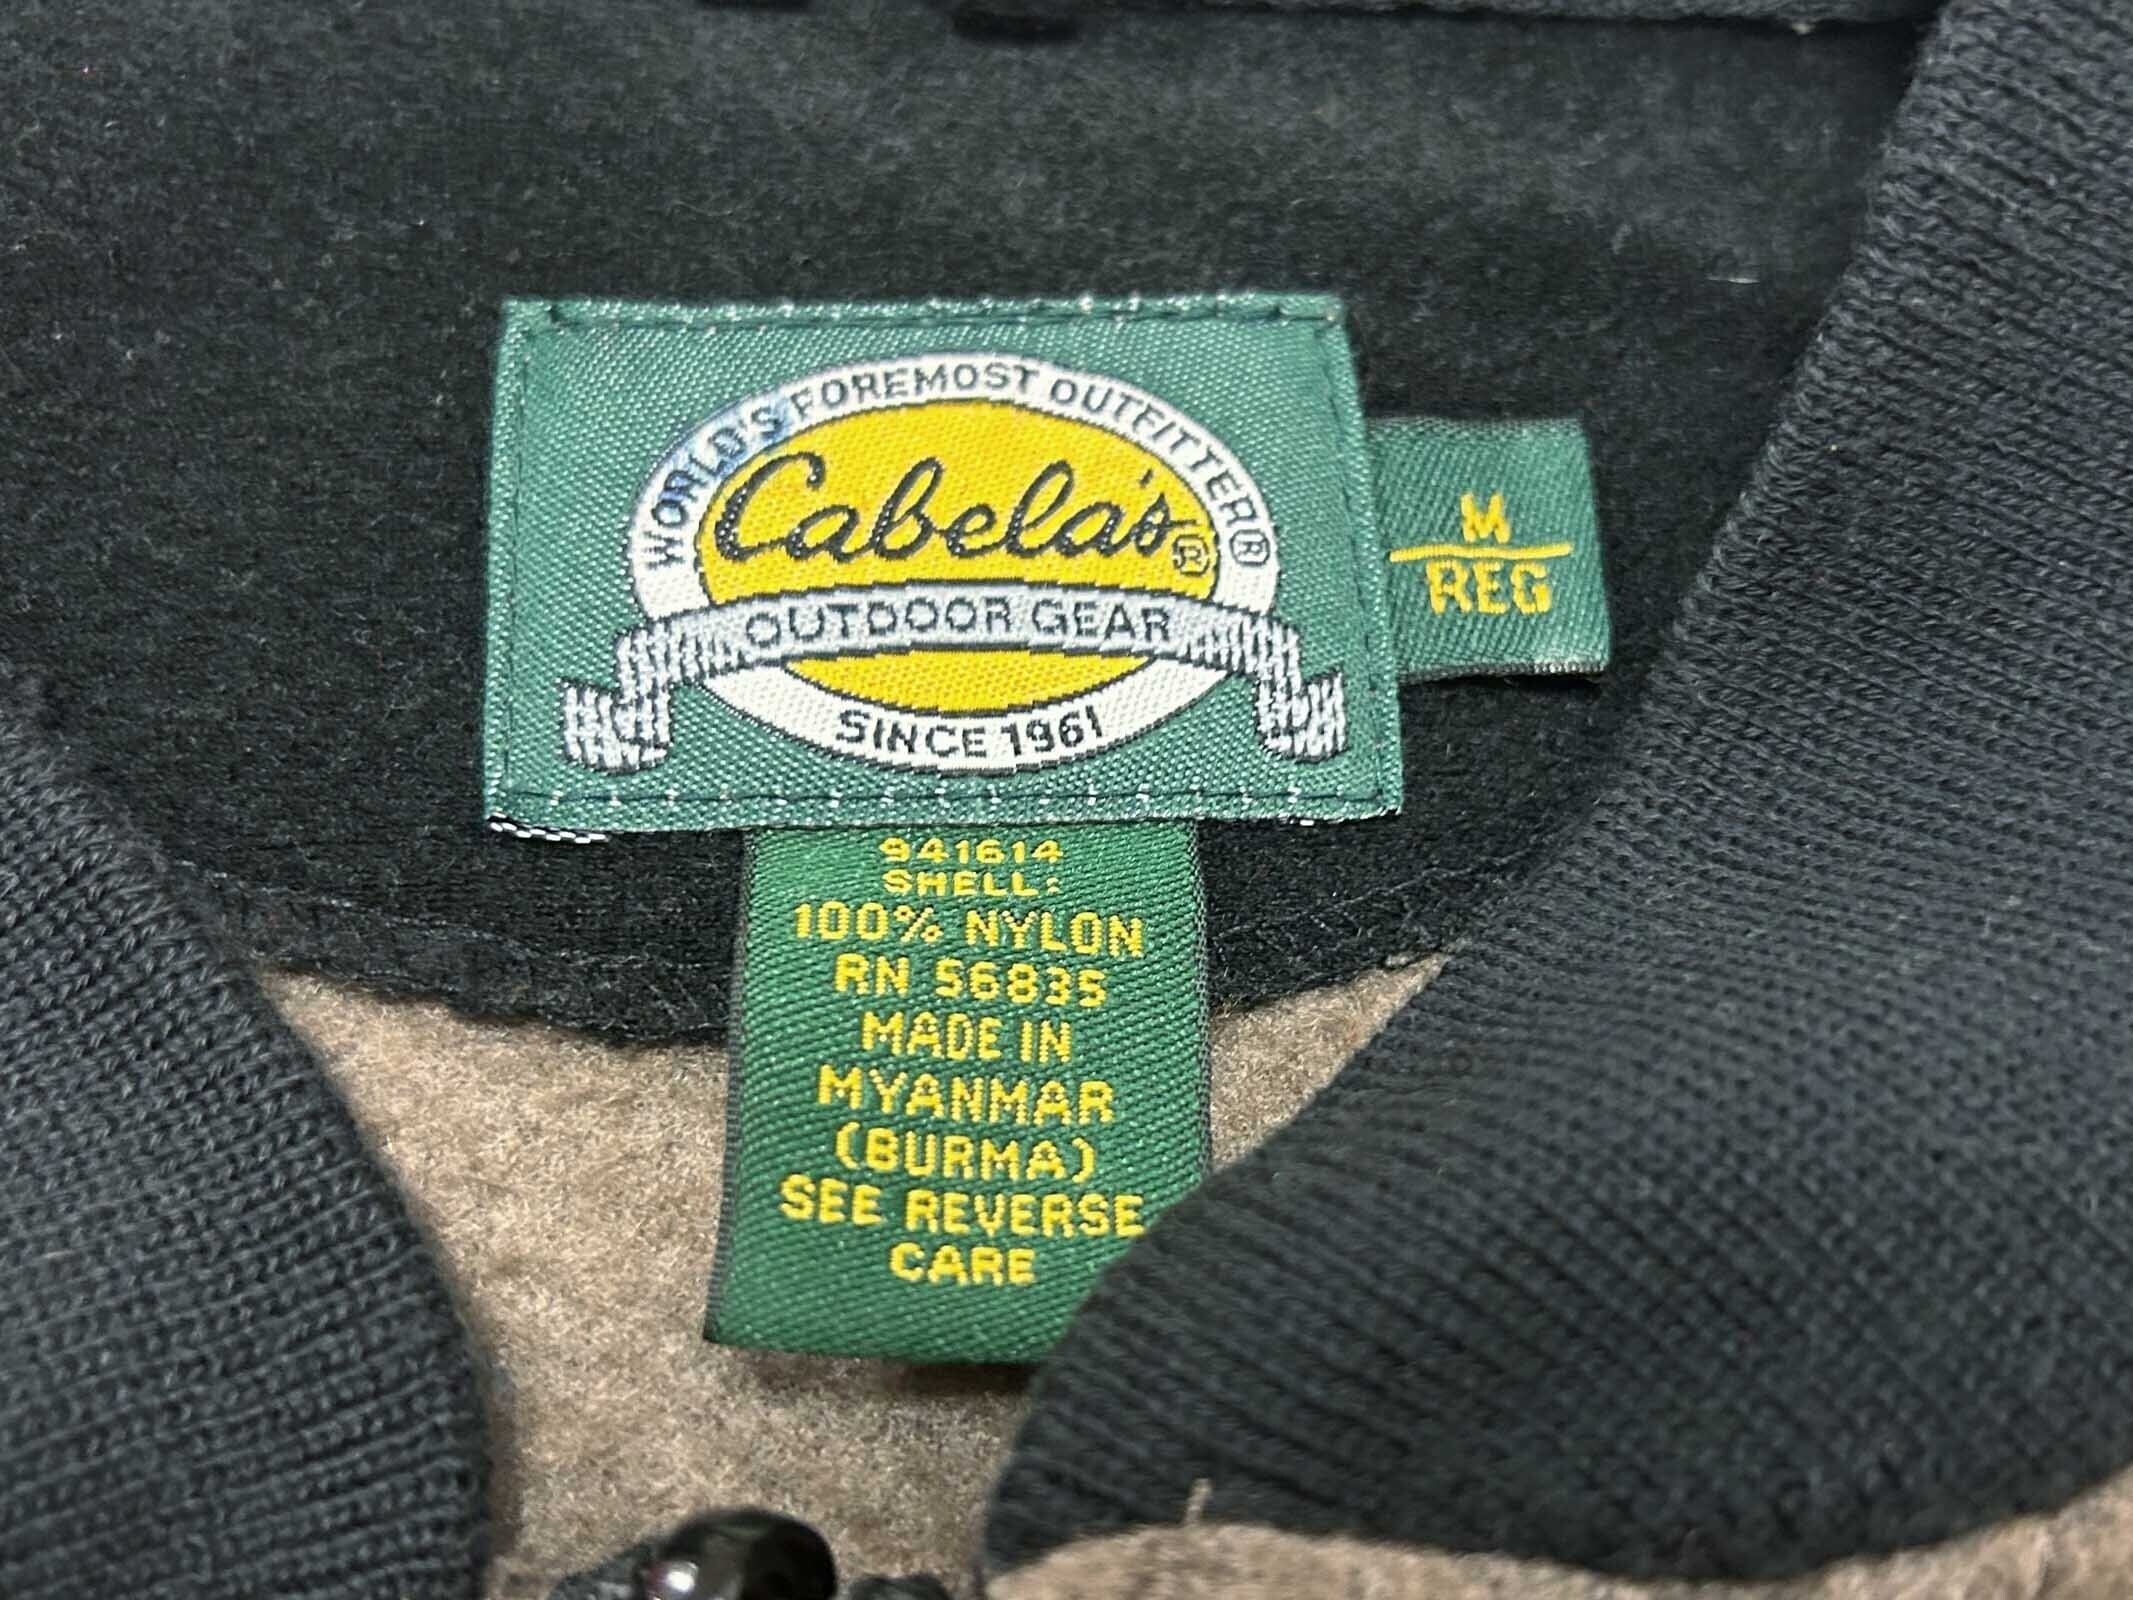 WORLD'S FOREMOST OUTFITTER®
Cabela's®
OUTDOOR GEAR
SINCE 1961
M
REG
941614
SHELL:
100% NYLON
RN 56835
MADE IN
MYANMAR
(BURMA)
SEE REVERSE
CARE